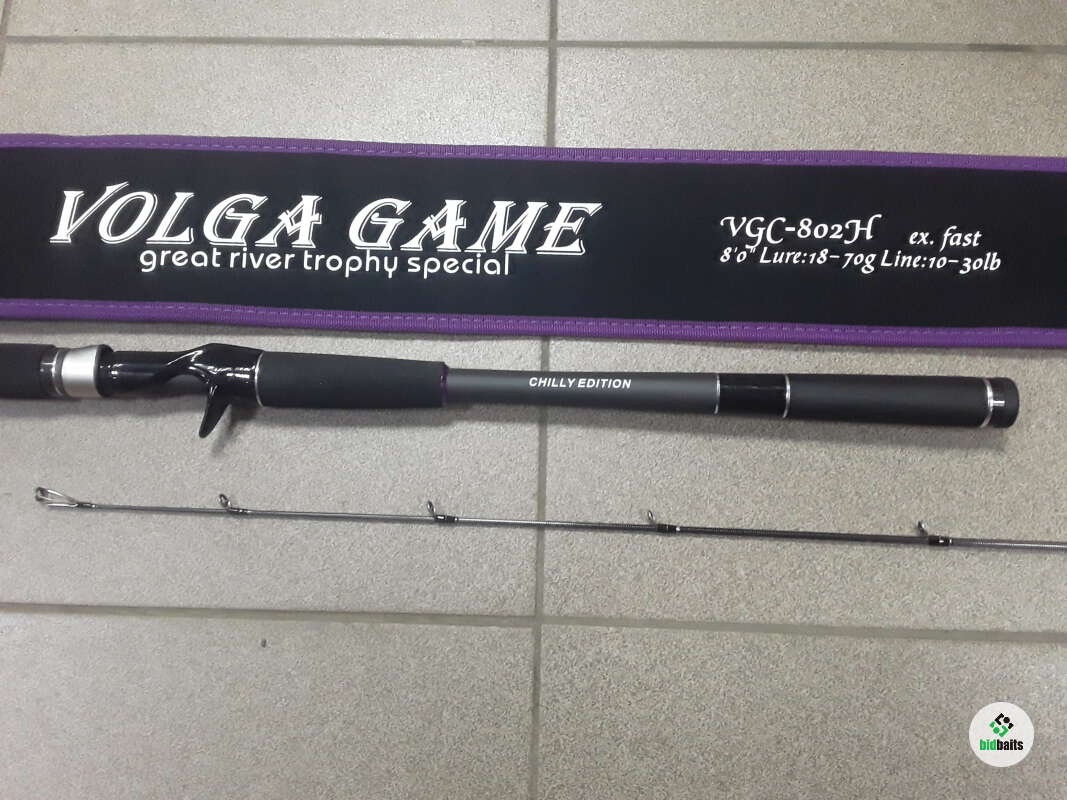 VOLGA GAME
great river trophy special
VGC-802H ex. fast
8'0" Lure:18-70g Line:10-30lb
CHILLY EDITION
bidbaits